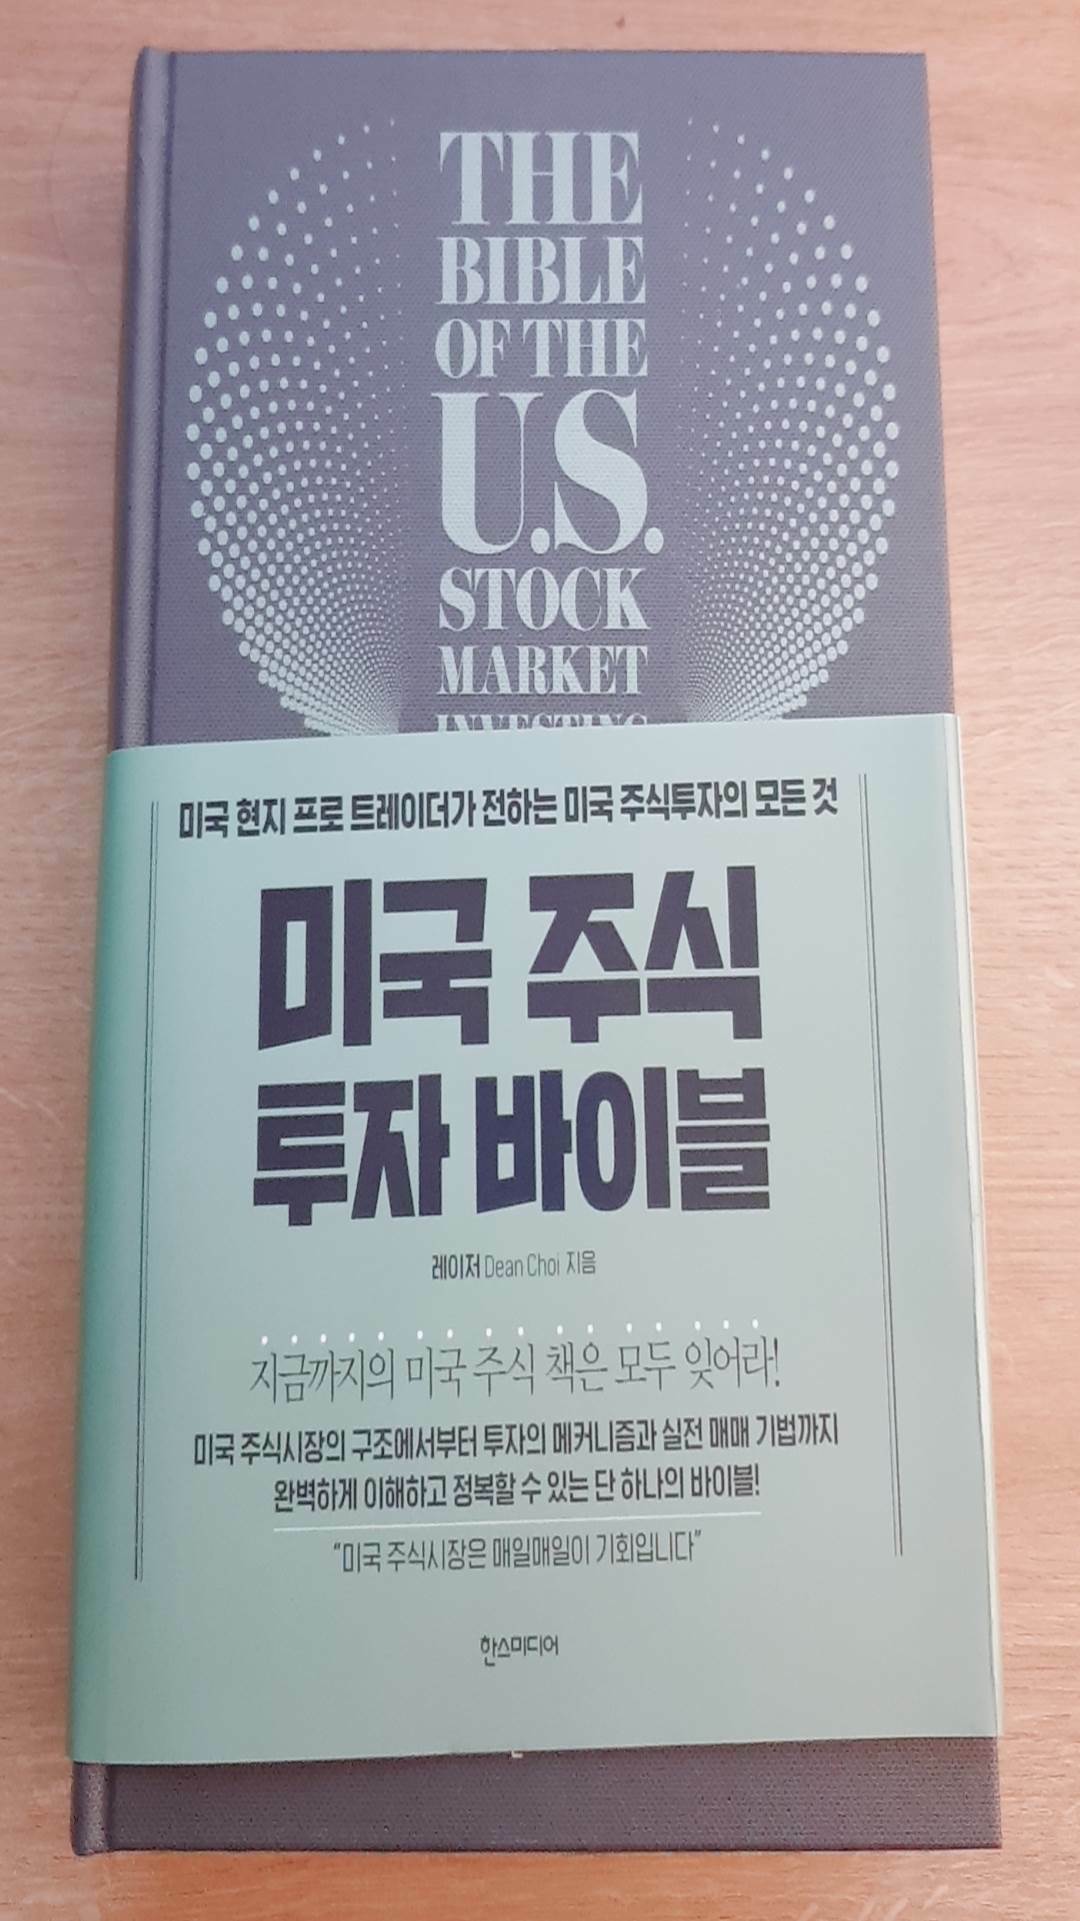 THE
BIBLE
OF THE
U.S.
STOCK
MARKET
INVESTING
미국 현지 프로 트레이더가 전하는 미국 주식투자의 모든 것
미국 주식
투자 바이블
레이저 Dean Choi 지음
지금까지의 미국 주식 책은 모두 잊어라!
미국 주식시장의 구조에서부터 투자의 메커니즘과 실전 매매 기법까지
완벽하게 이해하고 정복할 수 있는 단 하나의 바이블!
“미국 주식시장은 매일매일이 기회입니다”
한스미디어